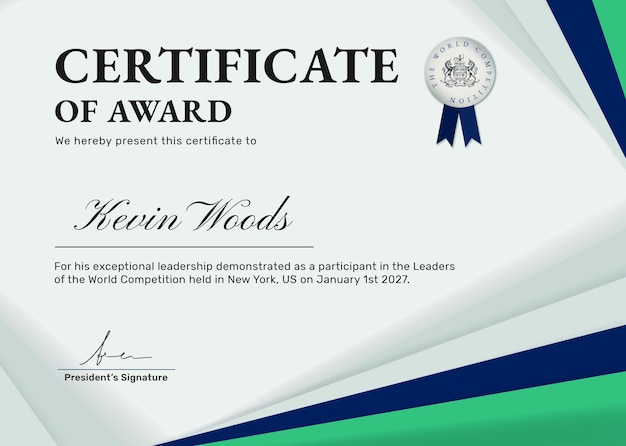 CERTIFICATE
OF AWARD
THE WORLD COMPETITION
We hereby present this certificate to
Kevin Woods
For his exceptional leadership demonstrated as a participant in the Leaders
of the World Competition held in New York, US on January 1st 2027.
President's Signature